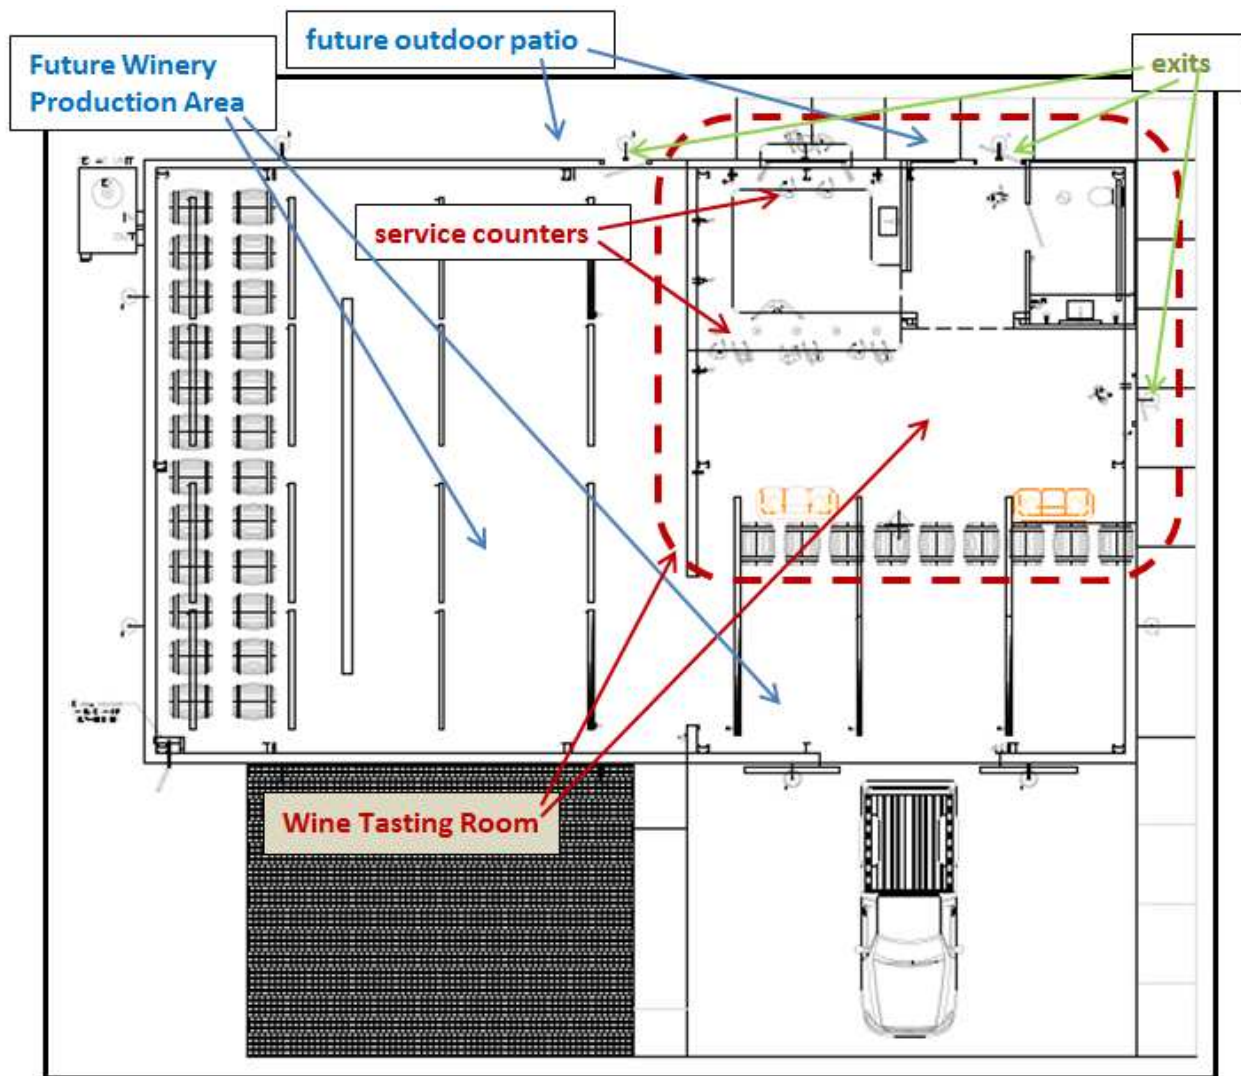 future outdoor patio
exits
Future Winery
Production Area
service counters
Wine Tasting Room